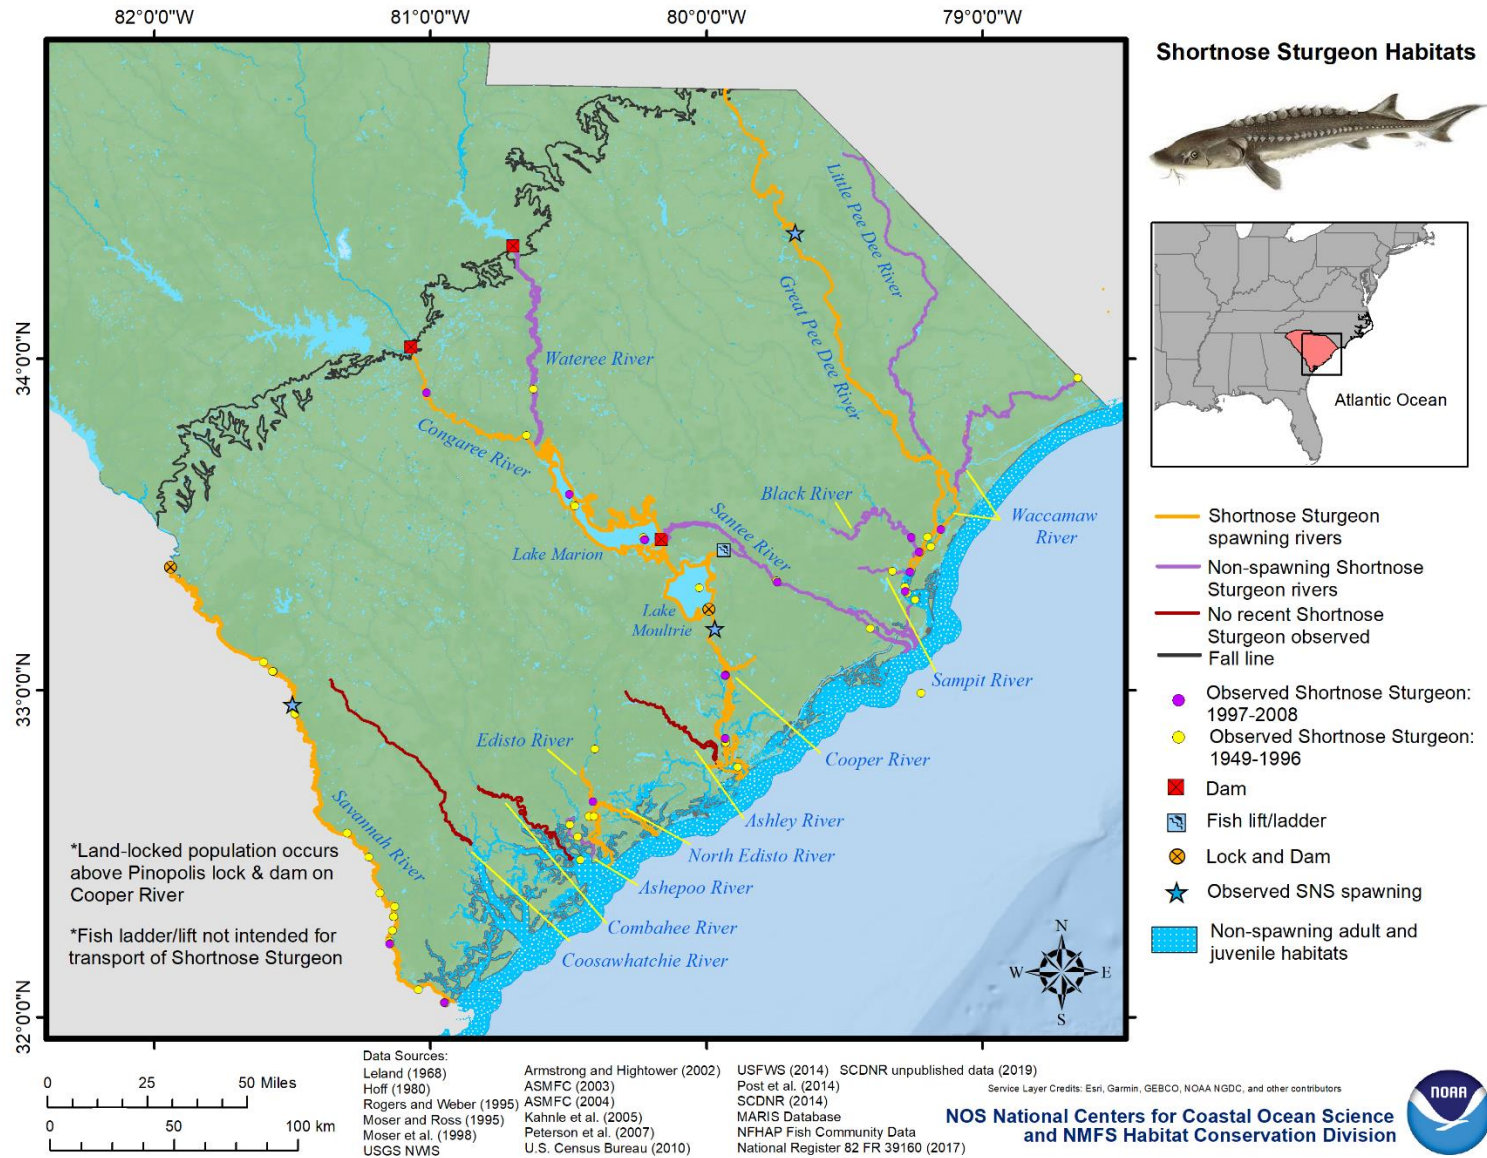 82°0'0"W
81°0'0"W
80°0'0"W
79°0'0"W
34°0'0"N
33°0'0"N
32°0'0"N
34°0'0"N
33°0'0"N
32°0'0"N
Little Pee Dee River
Great Pee Dee River
Wateree River
Congaree River
Black River
Santee River
Waccamaw
River
Lake Marion
Lake
Moultrie
Sampit River
Edisto River
Cooper River
Savannah River
Ashley River
North Edisto River
Ashepoo River
Combahee River
Coosawhatchie River
*Land-locked population occurs
above Pinopolis lock & dam on
Cooper River
*Fish ladder/lift not intended for
transport of Shortnose Sturgeon
N
W
E
S
Shortnose Sturgeon Habitats
Atlantic Ocean
Shortnose Sturgeon
spawning rivers
Non-spawning Shortnose
Sturgeon rivers
No recent Shortnose
Sturgeon observed
Fall line
Observed Shortnose Sturgeon:
1997-2008
Observed Shortnose Sturgeon:
1949-1996
Dam
Fish lift/ladder
Lock and Dam
Observed SNS spawning
Non-spawning adult and
juvenile habitats
0 25 50 Miles
0 50 100 km
Data Sources:
Leland (1968)
Hoff (1980)
Rogers and Weber (1995)
Moser and Ross (1995)
Moser et al. (1998)
USGS NWIS
Armstrong and Hightower (2002)
ASMFC (2003)
ASMFC (2004)
Kahnle et al. (2005)
Peterson et al. (2007)
U.S. Census Bureau (2010)
USFWS (2014) SCDNR unpublished data (2019)
Post et al. (2014)
SCDNR (2014)
MARIS Database
NFHAP Fish Community Data
National Register 82 FR 39160 (2017)
Service Layer Credits: Esri, Garmin, GEBCO, NOAA NGDC, and other contributors
NOS National Centers for Coastal Ocean Science
and NMFS Habitat Conservation Division
NOAA